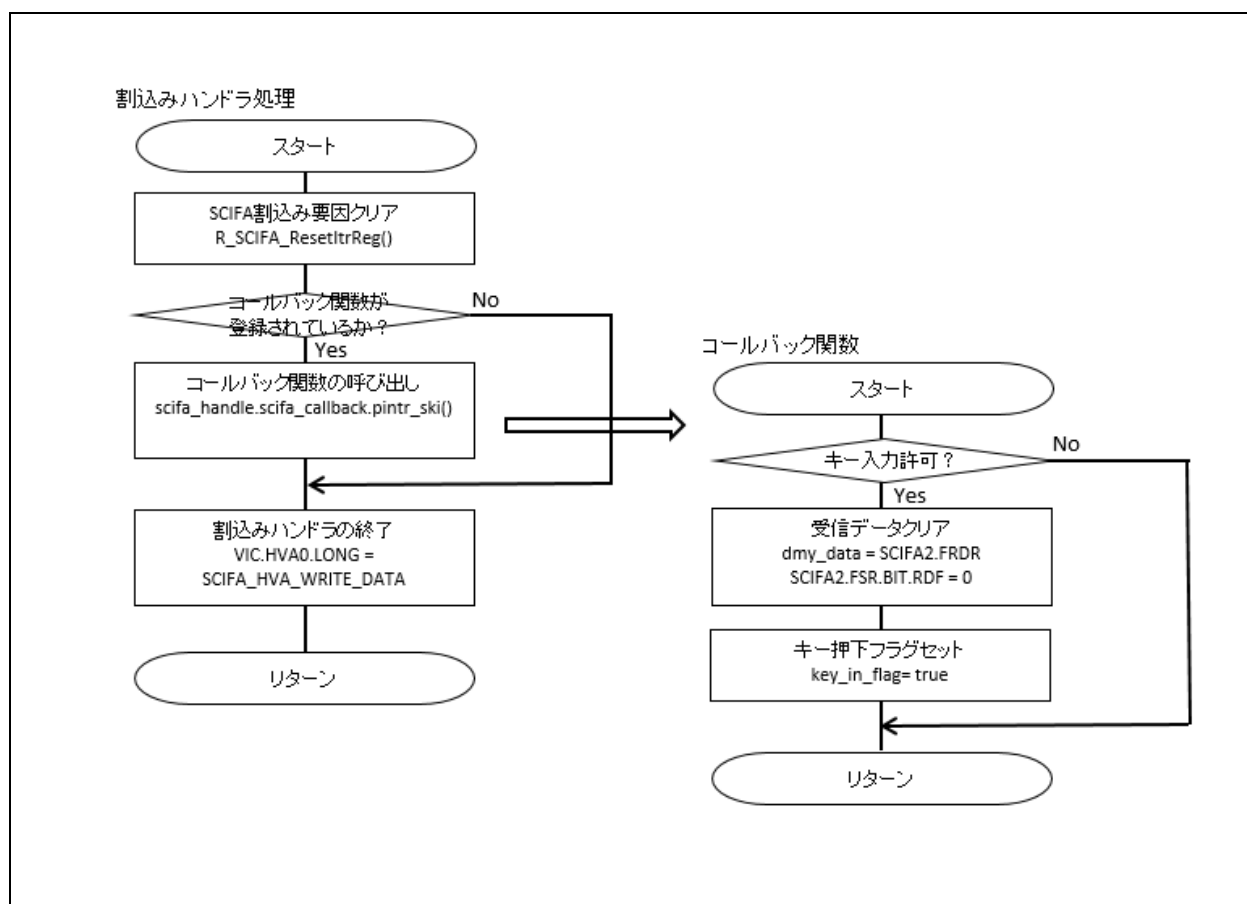 割込みハンドラ処理
スタート
SCIFA割込み要因クリア
R_SCIFA_ResetItrReg()
コールバック関数が
登録されているか？
No
Yes
コールバック関数の呼び出し
scifa_handle.scifa_callback.pintr_ski()
割込みハンドラの終了
VIC.HVA0.LONG =
SCIFA_HVA_WRITE_DATA
リターン
コールバック関数
スタート
キー入力許可？
No
Yes
受信データクリア
dmy_data = SCIFA2.FRDR
SCIFA2.FSR.BIT.RDF = 0
キー押下フラグセット
key_in_flag= true
リターン